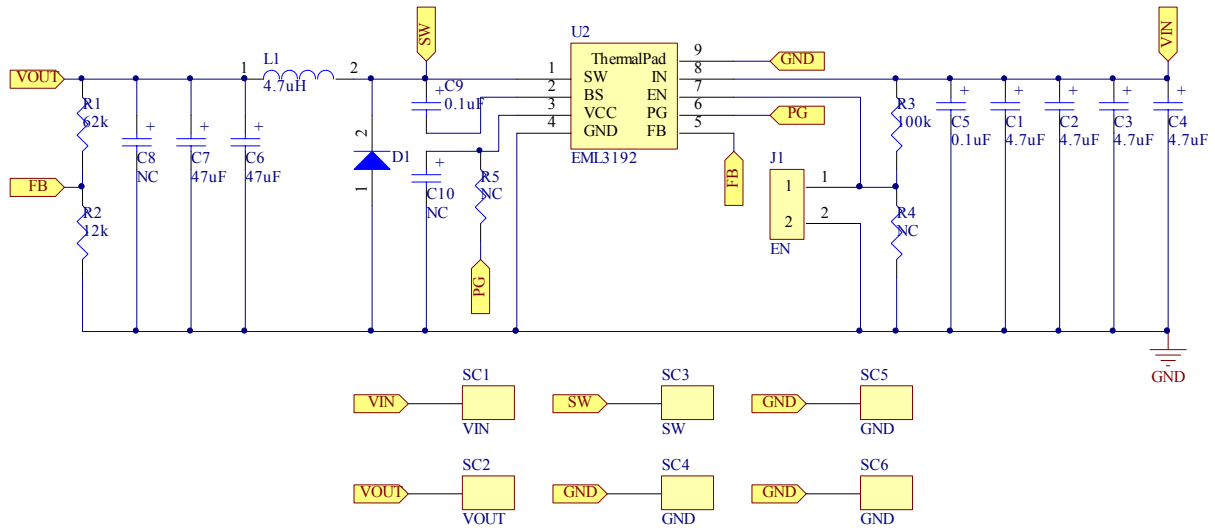 SW
VIN
U2
VOUT
1
L1
2
4.7uH
ThermalPad
9
GND
1
SW
IN
8
2
BS
EN
7
3
VCC
PG
6
PG
4
GND
FB
5
EML3192
C9
0.1uF
R1
62k
+
C8
NC
+
C7
47uF
+
C6
47uF
2
D1
1
+
+
C10
NC
R5
NC
PG
FB
FB
R2
12k
J1
1
1
2
2
EN
R3
100k
R4
NC
+
C5
0.1uF
+
C1
4.7uF
+
C2
4.7uF
+
C3
4.7uF
+
C4
4.7uF
GND
SC1
VIN
VIN
SC3
SW
SW
SC5
GND
GND
SC2
VOUT
VOUT
SC4
GND
GND
SC6
GND
GND